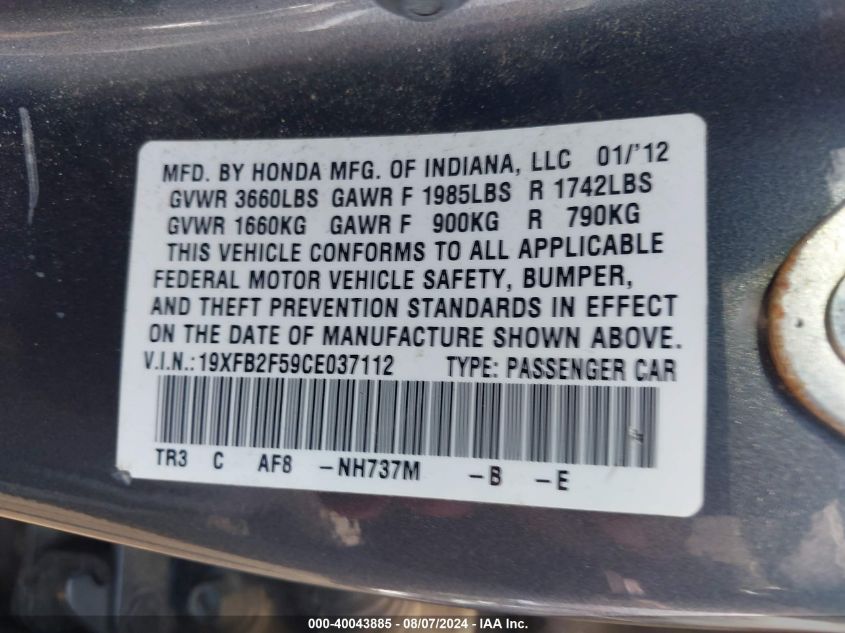 MFD. BY HONDA MFG. OF INDIANA, LLC 01/'12
GVWR 3660LBS GAWR F 1985LBS R 1742LBS
GVWR 1660KG GAWR F 900KG R 790KG
THIS VEHICLE CONFORMS TO ALL APPLICABLE
FEDERAL MOTOR VEHICLE SAFETY, BUMPER,
AND THEFT PREVENTION STANDARDS IN EFFECT
ON THE DATE OF MANUFACTURE SHOWN ABOVE.
V.I.N.:19XFB2F59CE037112 TYPE: PASSENGER CAR
TR3 C AF8 -NH737M -B -E
000-40043885 - 08/07/2024 - IAA Inc.